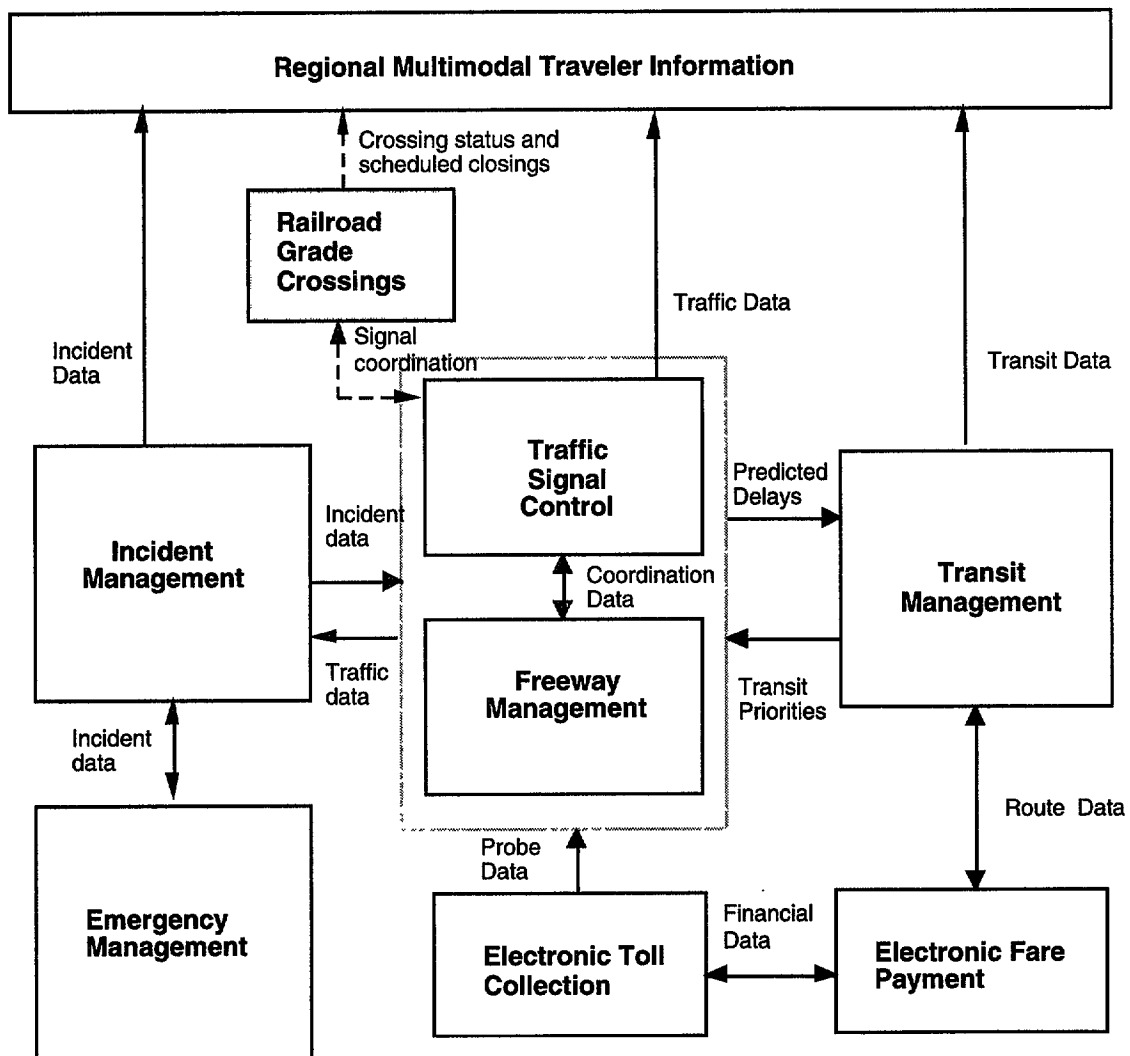 Regional Multimodal Traveler Information
Crossing status and
scheduled closings
Railroad
Grade
Crossings
Traffic Data
Signal
coordination
Incident
Data
Transit Data
Traffic
Signal
Control
Predicted
Delays
Incident
data
Incident
Management
Coordination
Data
Transit
Management
Traffic
data
Freeway
Management
Transit
Priorities
Incident
data
Route Data
Probe
Data
Emergency
Management
Electronic Toll
Collection
Financial
Data
Electronic Fare
Payment